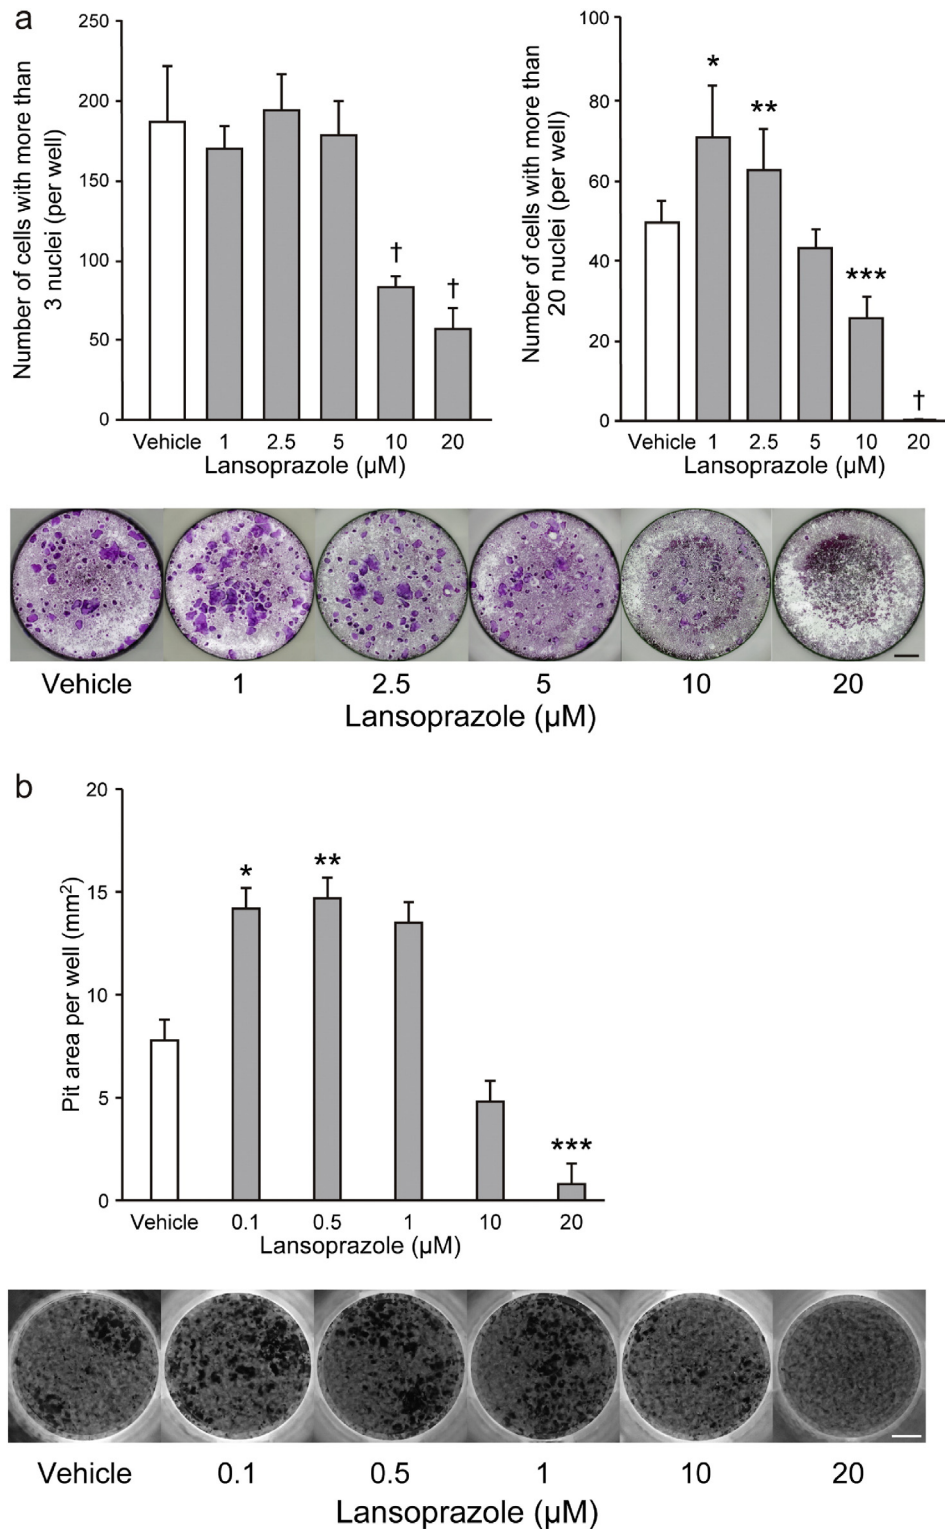 a
Number of cells with more than
3 nuclei (per well)
250
200
150
100
50
0
†
†
Vehicle 1 2.5 5 10 20
Lansoprazole (µM)
Number of cells with more than
20 nuclei (per well)
100
80
60
40
20
0
*
**
***
†
Vehicle 1 2.5 5 10 20
Lansoprazole (µM)
Vehicle 1 2.5 5 10 20
Lansoprazole (µM)
b
Pit area per well (mm²)
20
15
10
5
0
*
**
***
Vehicle 0.1 0.5 1 10 20
Lansoprazole (µM)
Vehicle 0.1 0.5 1 10 20
Lansoprazole (µM)